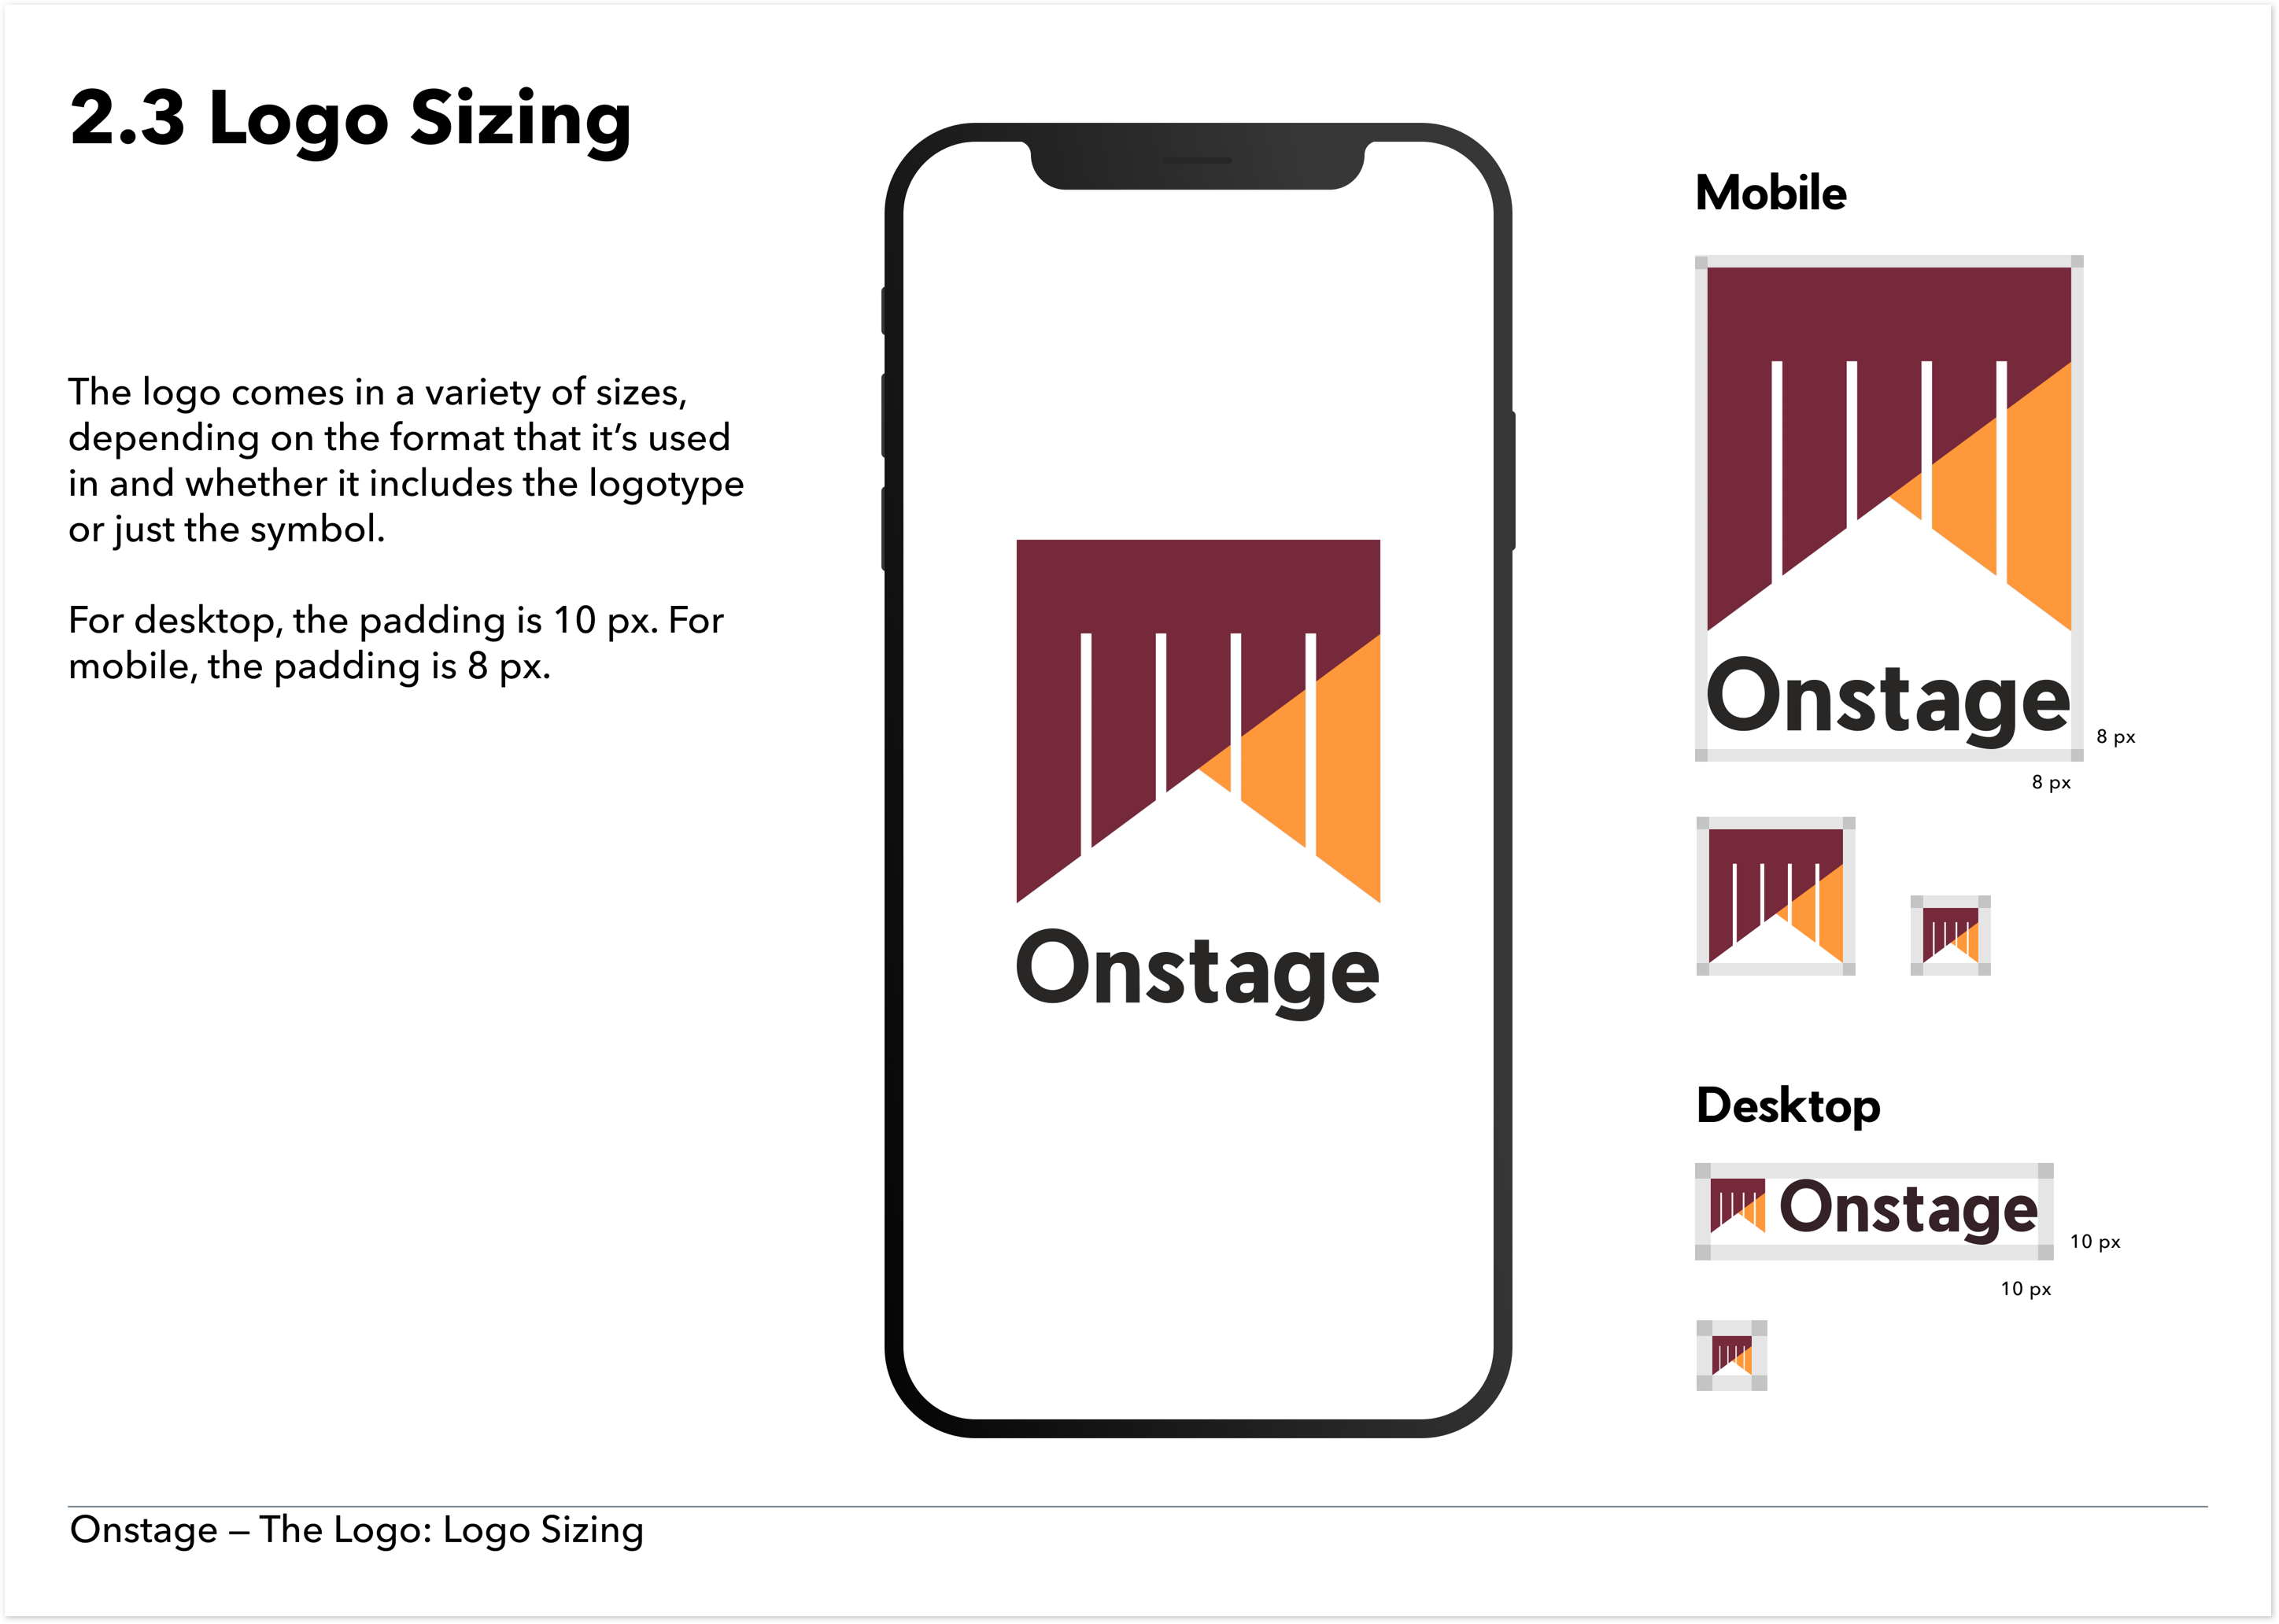 2.3 Logo Sizing
The logo comes in a variety of sizes,
depending on the format that it’s used
in and whether it includes the logotype
or just the symbol.
For desktop, the padding is 10 px. For
mobile, the padding is 8 px.
Onstage
Mobile
Onstage
8 px
8 px
Desktop
Onstage
10 px
10 px
Onstage – The Logo: Logo Sizing